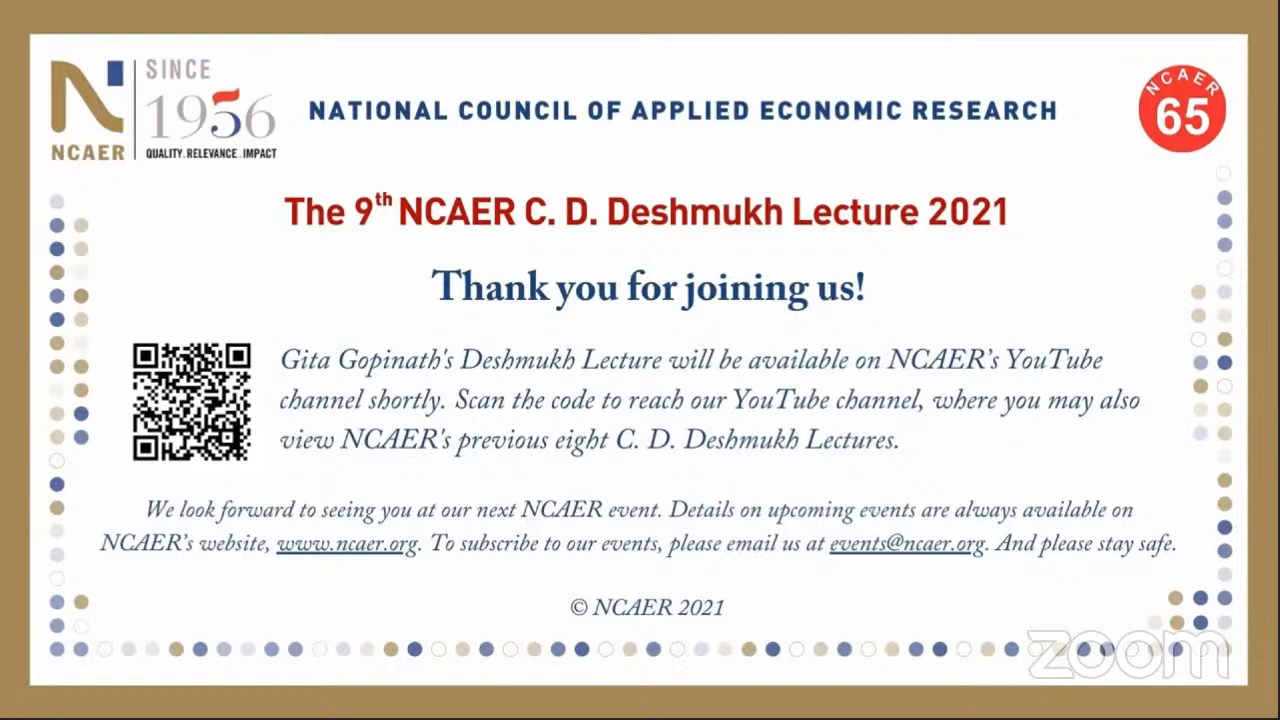 SINCE
1956
NCAER
QUALITY.RELEVANCE.IMPACT
NATIONAL COUNCIL OF APPLIED ECONOMIC RESEARCH
NCAER
65
The 9th NCAER C. D. Deshmukh Lecture 2021
Thank you for joining us!
Gita Gopinath's Deshmukh Lecture will be available on NCAER’s YouTube
channel shortly. Scan the code to reach our YouTube channel, where you may also
view NCAER's previous eight C. D. Deshmukh Lectures.
We look forward to seeing you at our next NCAER event. Details on upcoming events are always available on
NCAER’s website, www.ncaer.org. To subscribe to our events, please email us at events@ncaer.org. And please stay safe.
© NCAER 2021
zoom